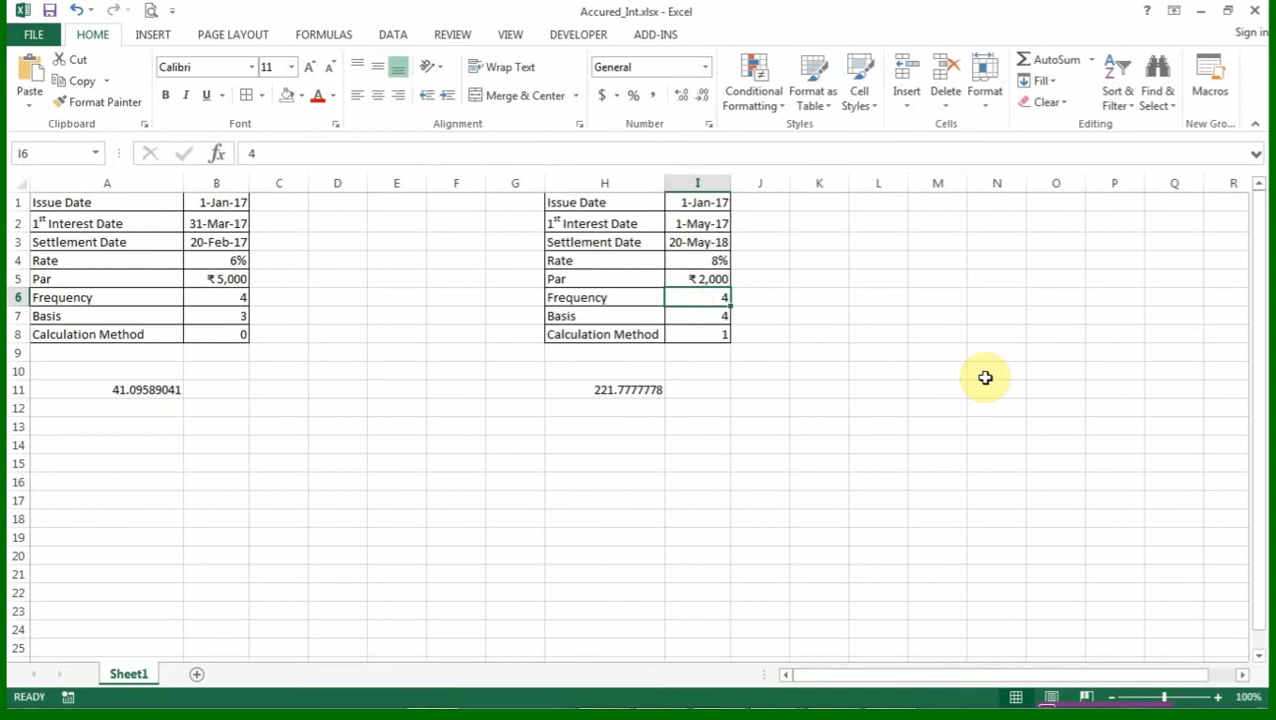 Accured_Int.xlsx - Excel
?
Sign in
FILE HOME INSERT PAGE LAYOUT FORMULAS DATA REVIEW VIEW DEVELOPER ADD-INS
Paste
Cut
Copy
Format Painter
Clipboard
Calibri 11
B I U
Font
Wrap Text
Merge & Center
Alignment
General
$ % ,
Number
Conditional Formatting
Format as Table
Cell Styles
Styles
Insert
Delete
Format
Cells
AutoSum
Fill
Clear
Sort & Filter
Find & Select
Editing
Macros
New Gro...
I6 fx 4
A B C D E F G H I J K L M N O P Q R
1 Issue Date 1-Jan-17 Issue Date 1-Jan-17
2 1st Interest Date 31-Mar-17 1st Interest Date 1-May-17
3 Settlement Date 20-Feb-17 Settlement Date 20-May-18
4 Rate 6% Rate 8%
5 Par ₹ 5,000 Par ₹ 2,000
6 Frequency 4 Frequency 4
7 Basis 3 Basis 4
8 Calculation Method 0 Calculation Method 1
9
10
11 41.09589041 221.7777778
12
13
14
15
16
17
18
19
20
21
22
23
24
25
Sheet1
READY 100%